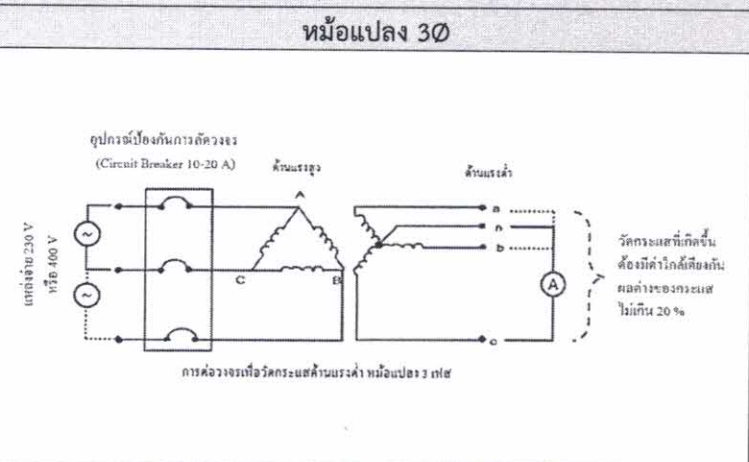 หม้อแปลง 3Ø
อุปกรณ์ป้องกันการลัดวงจร
(Circuit Breaker 10-20 A)
ด้านแรงสูง
ด้านแรงต่ำ
แหล่งจ่าย 230 V
หรือ 400 V
A
C
B
a
n
b
c
A
วัดกระแสที่เกิดขึ้น
ต้องมีค่าใกล้เคียงกัน
ผลต่างของกระแส
ไม่เกิน 20 %
การต่อวงจรเพื่อวัดกระแสด้านแรงต่ำ หม้อแปลง 3 เฟส